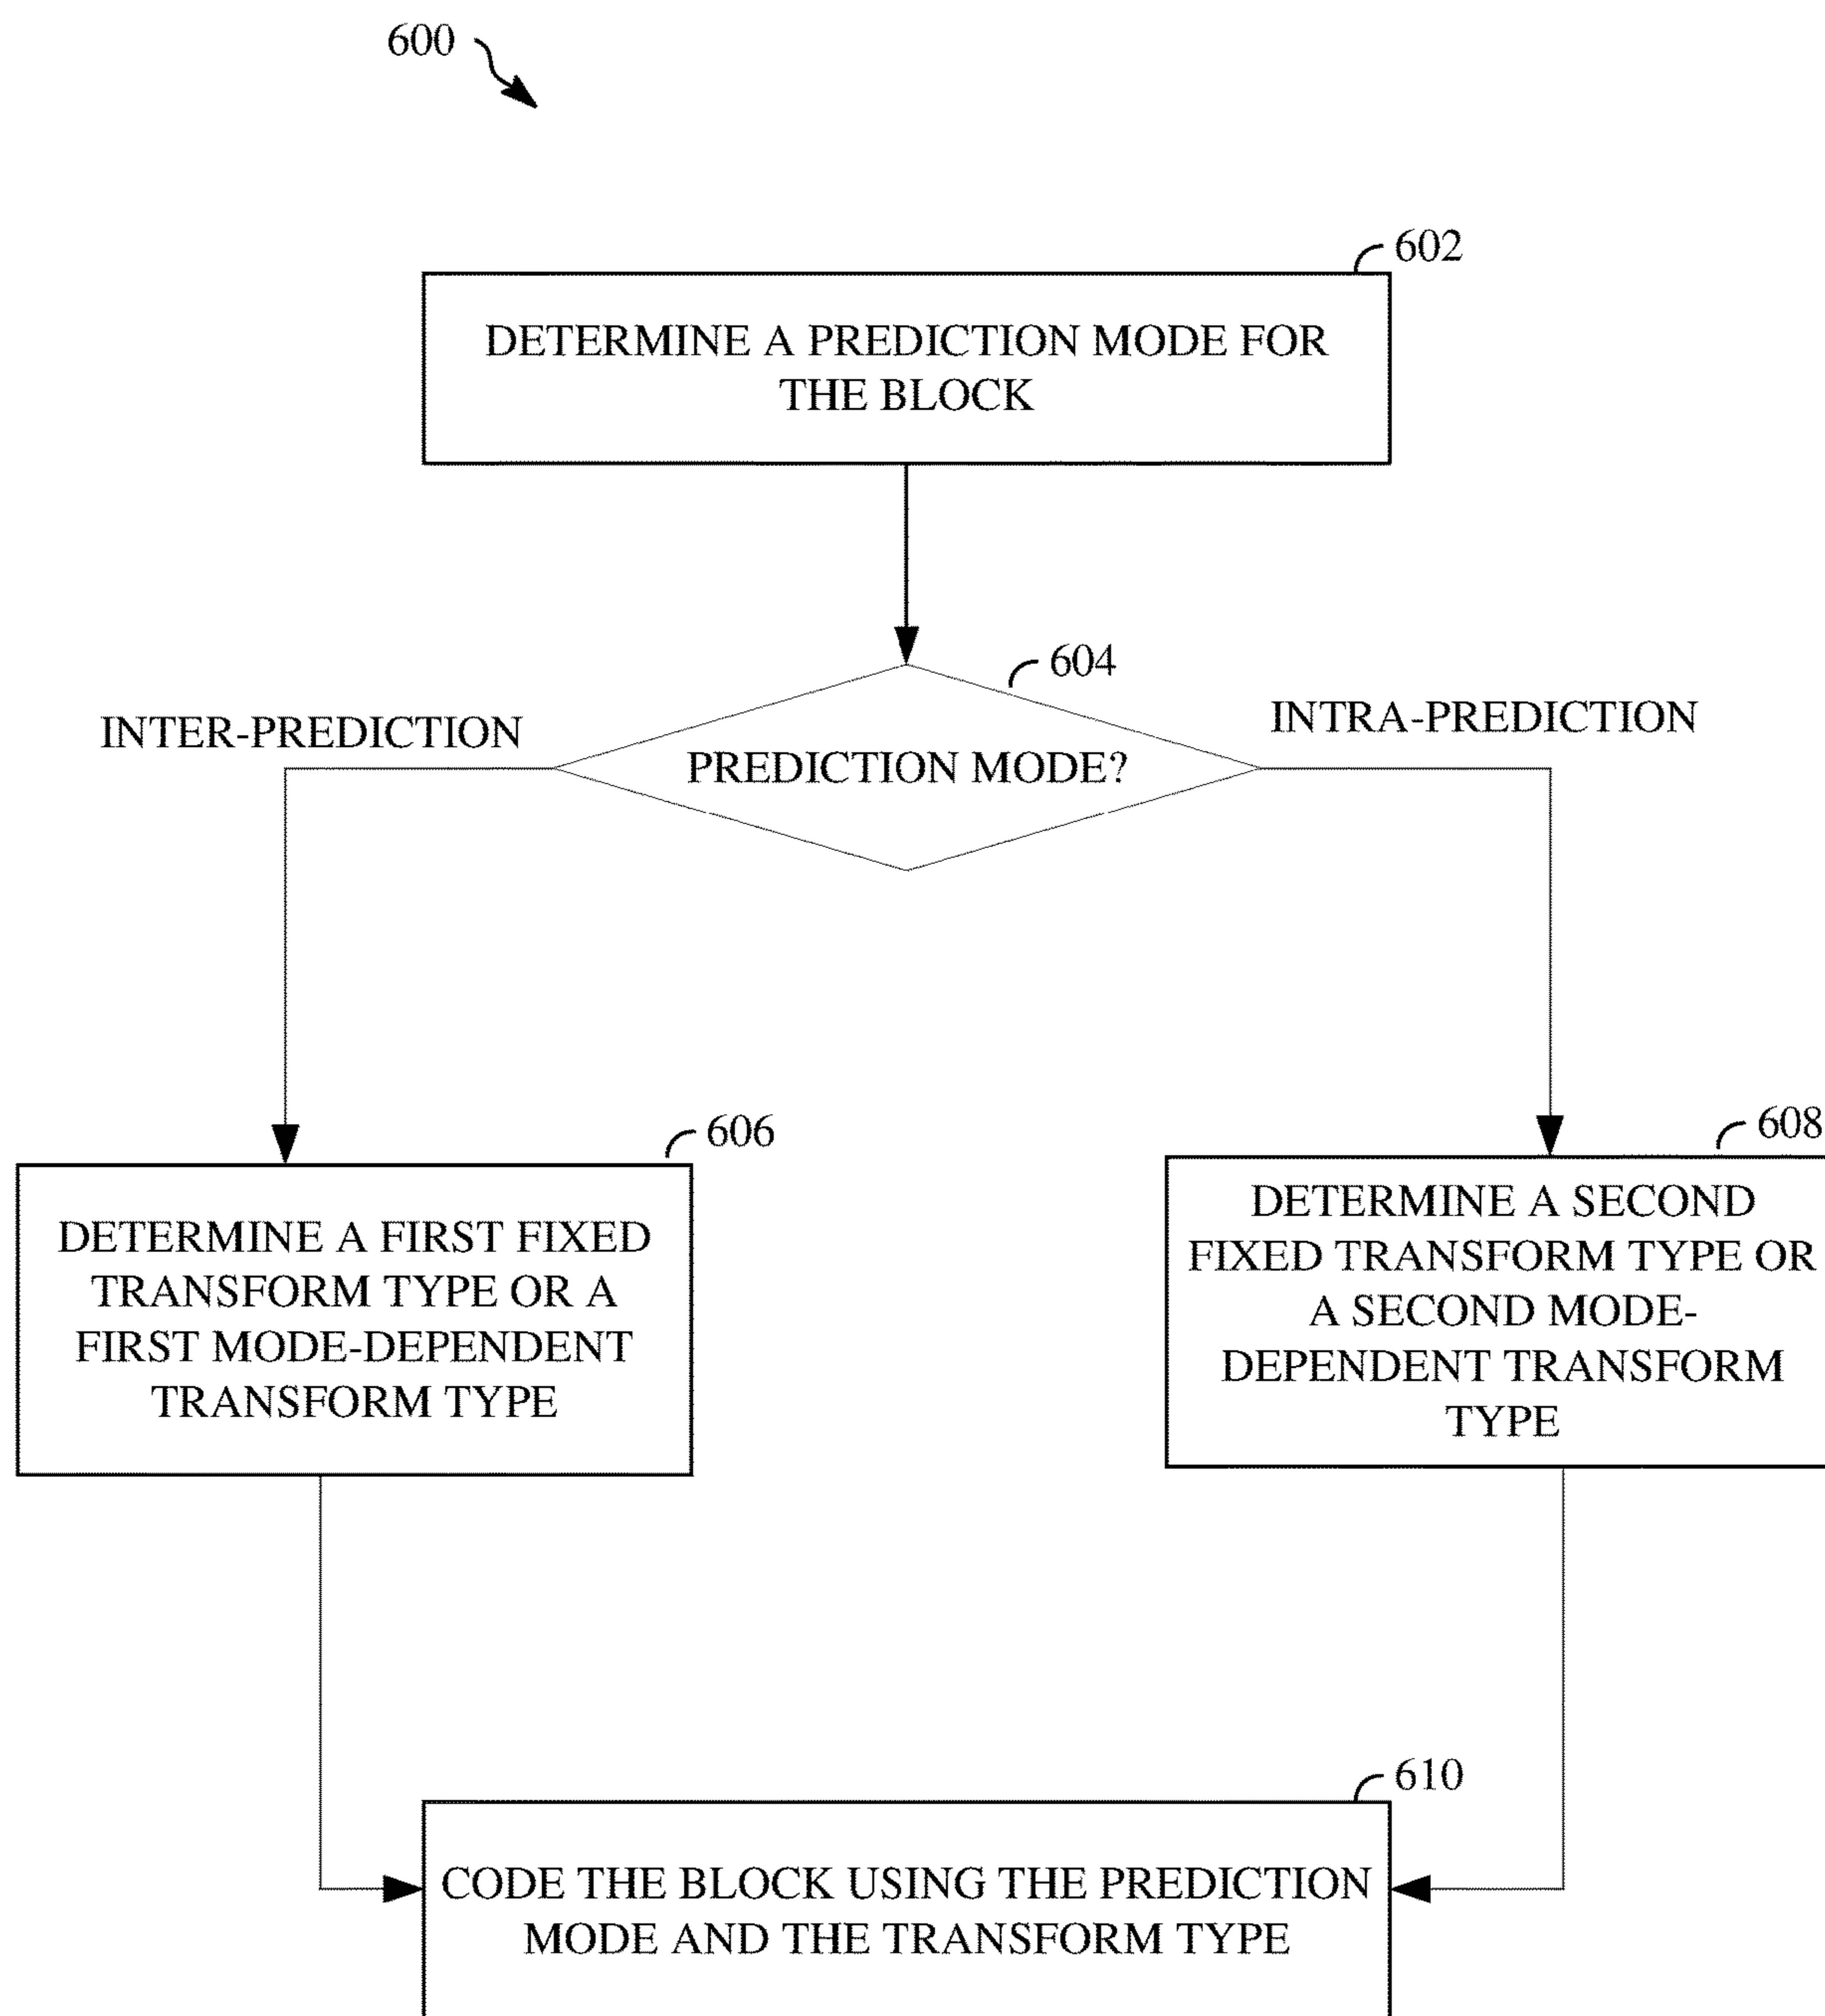 600
602
DETERMINE A PREDICTION MODE FOR
THE BLOCK
604
INTER-PREDICTION
PREDICTION MODE?
INTRA-PREDICTION
606
DETERMINE A FIRST FIXED
TRANSFORM TYPE OR A
FIRST MODE-DEPENDENT
TRANSFORM TYPE
608
DETERMINE A SECOND
FIXED TRANSFORM TYPE OR
A SECOND MODE-
DEPENDENT TRANSFORM
TYPE
610
CODE THE BLOCK USING THE PREDICTION
MODE AND THE TRANSFORM TYPE